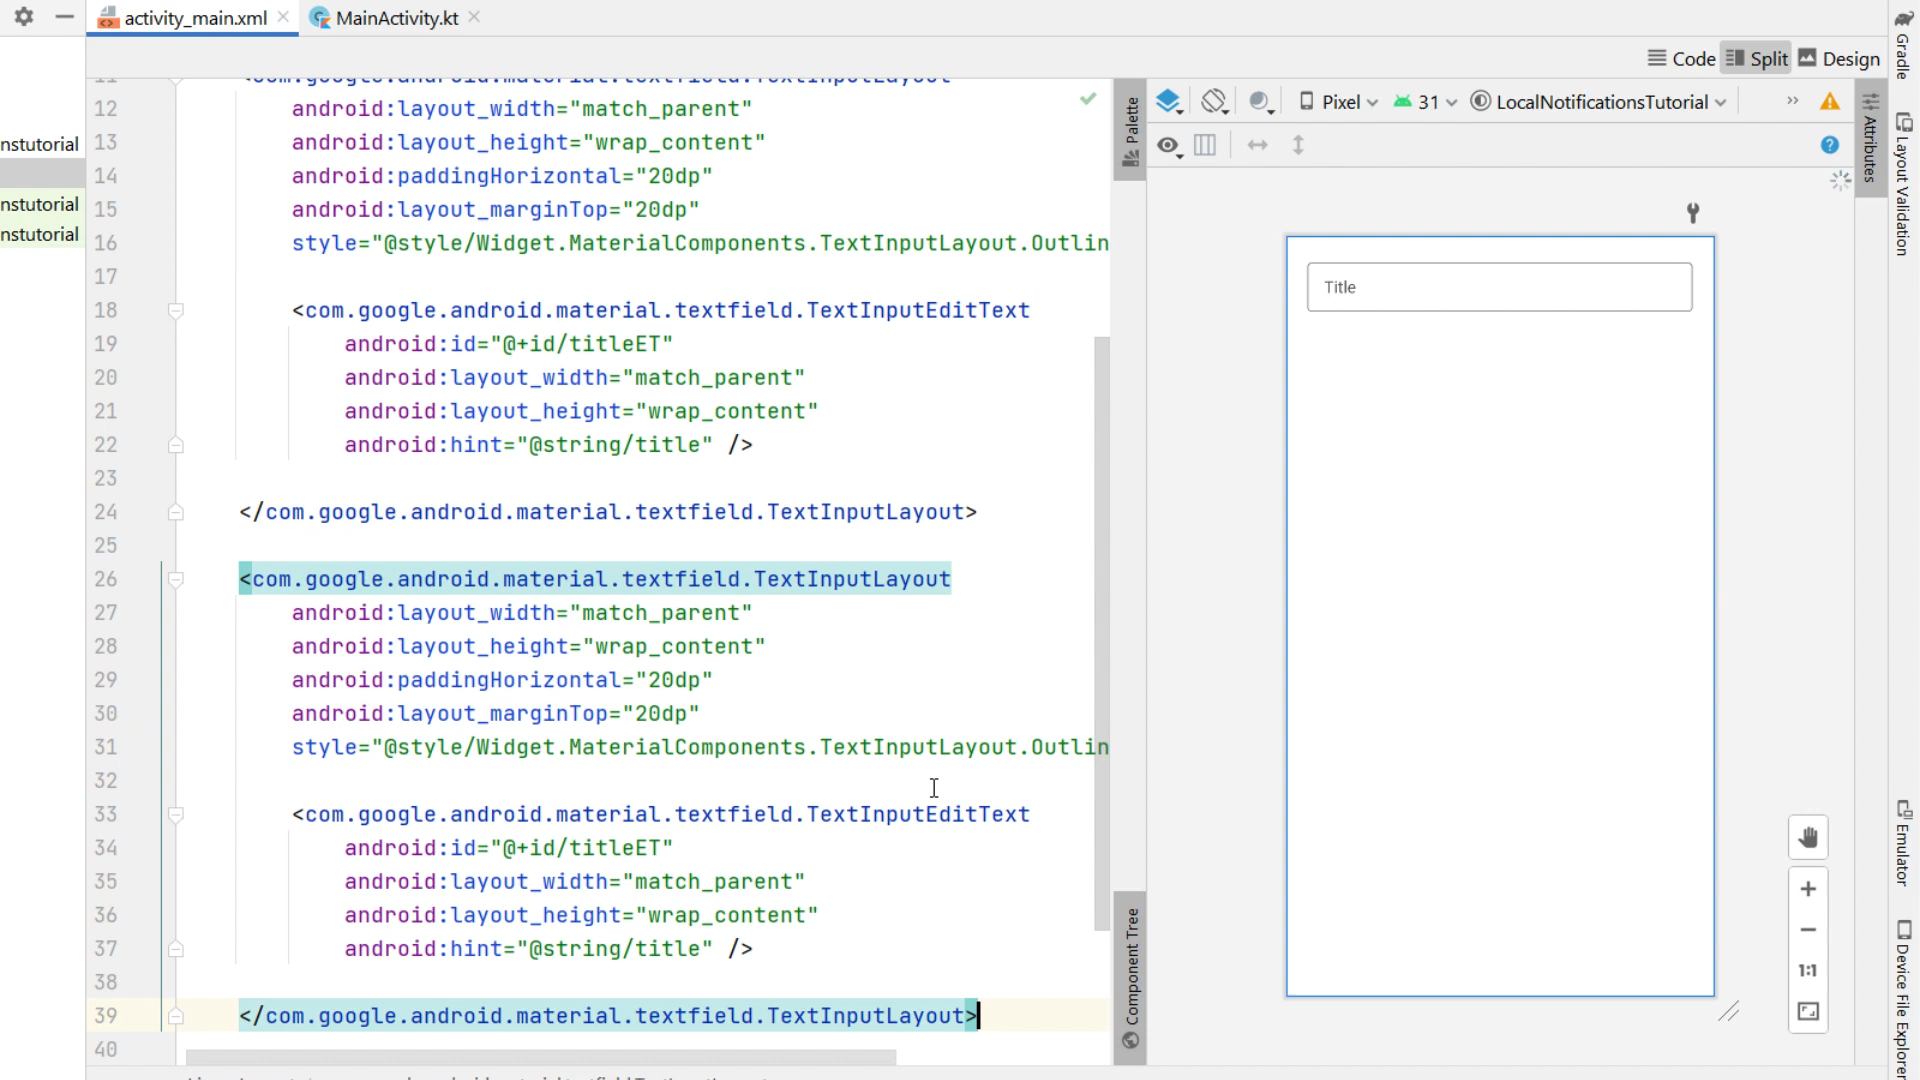 activity_main.xml
MainActivity.kt
Code
Split
Design
nstutorial
nstutorial
nstutorial
11 <com.google.android.material.textfield.TextInputLayout
12 android:layout_width="match_parent"
13 android:layout_height="wrap_content"
14 android:paddingHorizontal="20dp"
15 android:layout_marginTop="20dp"
16 style="@style/Widget.MaterialComponents.TextInputLayout.Outlin
17
18 <com.google.android.material.textfield.TextInputEditText
19 android:id="@+id/titleET"
20 android:layout_width="match_parent"
21 android:layout_height="wrap_content"
22 android:hint="@string/title" />
23
24 </com.google.android.material.textfield.TextInputLayout>
25
26 <com.google.android.material.textfield.TextInputLayout
27 android:layout_width="match_parent"
28 android:layout_height="wrap_content"
29 android:paddingHorizontal="20dp"
30 android:layout_marginTop="20dp"
31 style="@style/Widget.MaterialComponents.TextInputLayout.Outlin
32
33 <com.google.android.material.textfield.TextInputEditText
34 android:id="@+id/titleET"
35 android:layout_width="match_parent"
36 android:layout_height="wrap_content"
37 android:hint="@string/title" />
38
39 </com.google.android.material.textfield.TextInputLayout>
40
Palette
Component Tree
Pixel
31
LocalNotificationsTutorial
Title
1:1
Attributes
Gradle
Layout Validation
Emulator
Device File Explorer